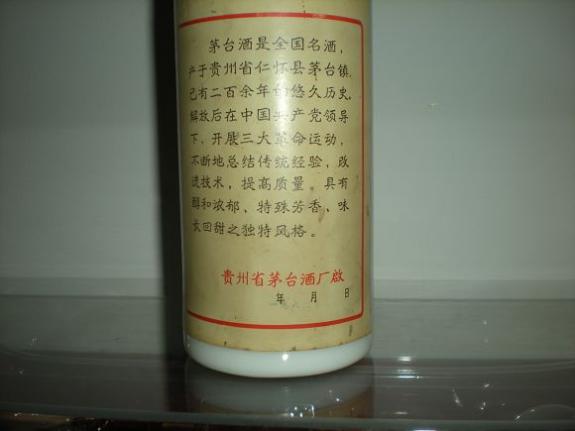 茅台酒是全国名酒，
产于贵州省仁怀县茅台镇，
已有二百余年的悠久历史。
解放后在中国共产党领导
下，开展三大革命运动，
不断地总结传统经验，改
进技术，提高质量。具有
醇和浓郁、特殊芳香、味
长回甜之独特风格。
贵州省茅台酒厂啟
年 月 日